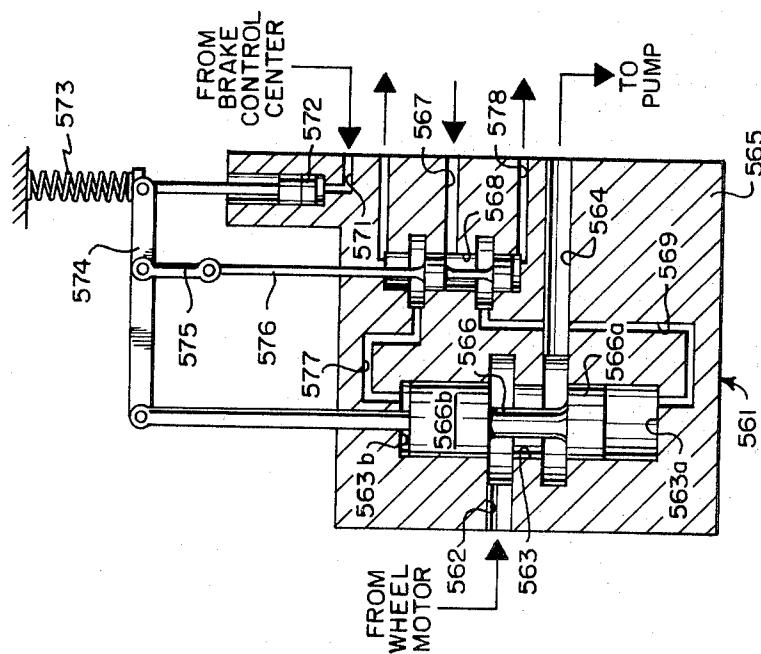 573
FROM
BRAKE
CONTROL
CENTER
572
574
567
578
TO
PUMP
575
571
568
576
564
565
577
566
566a
569
566b
563b
561
562
563
563a
FROM
WHEEL
MOTOR